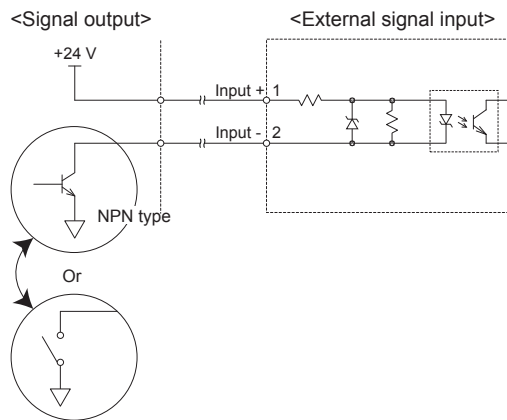 <Signal output>
<External signal input>
+24 V
Input + 1
Input - 2
NPN type
Or